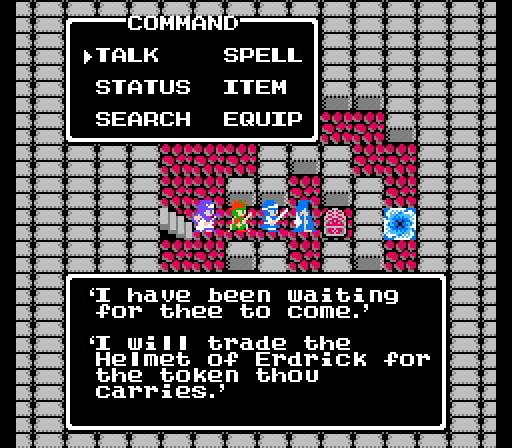 COMMAND
TALK SPELL
STATUS ITEM
SEARCH EQUIP
‘I have been waiting
for thee to come.’
‘I will trade the
Helmet of Erdrick for
the token thou
carries.’